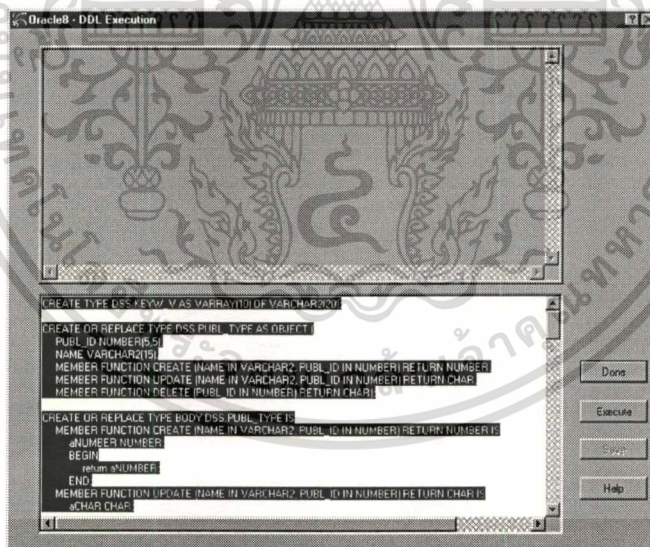 Oracle8 - DDL Execution
CREATE TYPE DSS.KEYW_V AS VARRAY(10) OF VARCHAR2(20);
CREATE OR REPLACE TYPE DSS.PUBL_TYPE AS OBJECT (
PUBL_ID NUMBER(5,5),
NAME VARCHAR2(15),
MEMBER FUNCTION CREATE (NAME IN VARCHAR2, PUBL_ID IN NUMBER) RETURN NUMBER,
MEMBER FUNCTION UPDATE (NAME IN VARCHAR2, PUBL_ID IN NUMBER) RETURN CHAR,
MEMBER FUNCTION DELETE (PUBL_ID IN NUMBER) RETURN CHAR);
CREATE OR REPLACE TYPE BODY DSS.PUBL_TYPE IS
MEMBER FUNCTION CREATE (NAME IN VARCHAR2, PUBL_ID IN NUMBER) RETURN NUMBER IS
aNUMBER NUMBER;
BEGIN
return aNUMBER;
END;
MEMBER FUNCTION UPDATE (NAME IN VARCHAR2, PUBL_ID IN NUMBER) RETURN CHAR IS
aCHAR CHAR;
Done
Execute
Save
Help